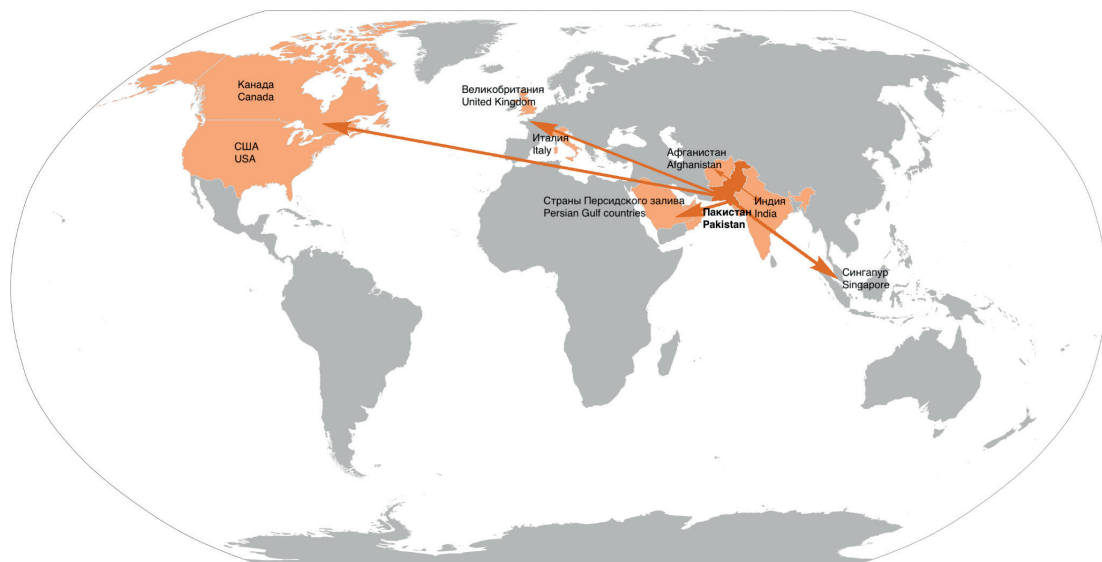 Канада
Canada
США
USA
Великобритания
United Kingdom
Италия
Italy
Афганистан
Afghanistan
Страны Персидского залива
Persian Gulf countries
Пакистан
Pakistan
Индия
India
Сингапур
Singapore